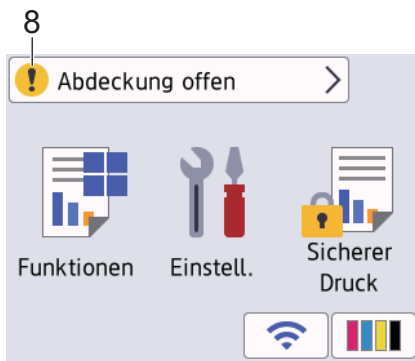 8
Abdeckung offen
Funktionen
Einstell.
Sicherer
Druck